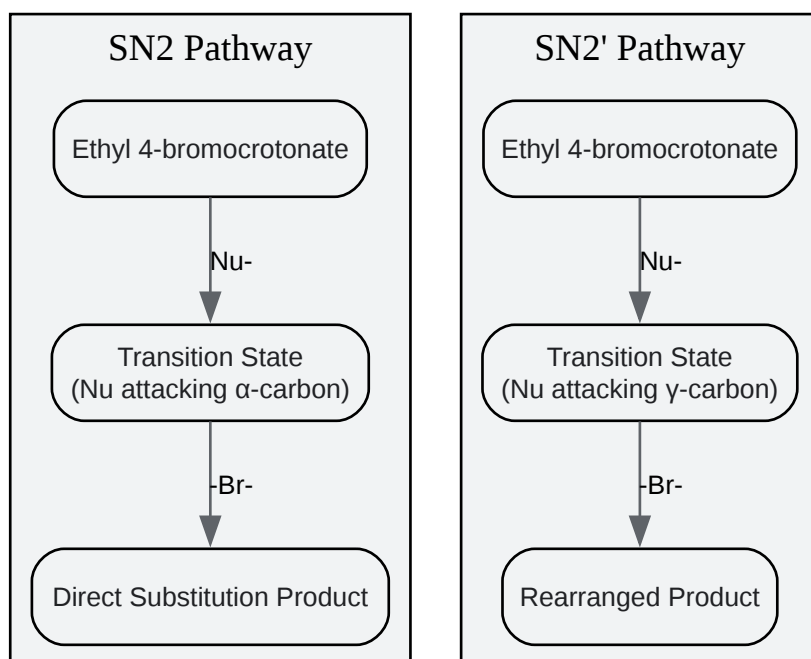 SN2 Pathway
Ethyl 4-bromocrotonate
Nu-
Transition State
(Nu attacking α-carbon)
-Br-
Direct Substitution Product
SN2' Pathway
Ethyl 4-bromocrotonate
Nu-
Transition State
(Nu attacking γ-carbon)
-Br-
Rearranged Product